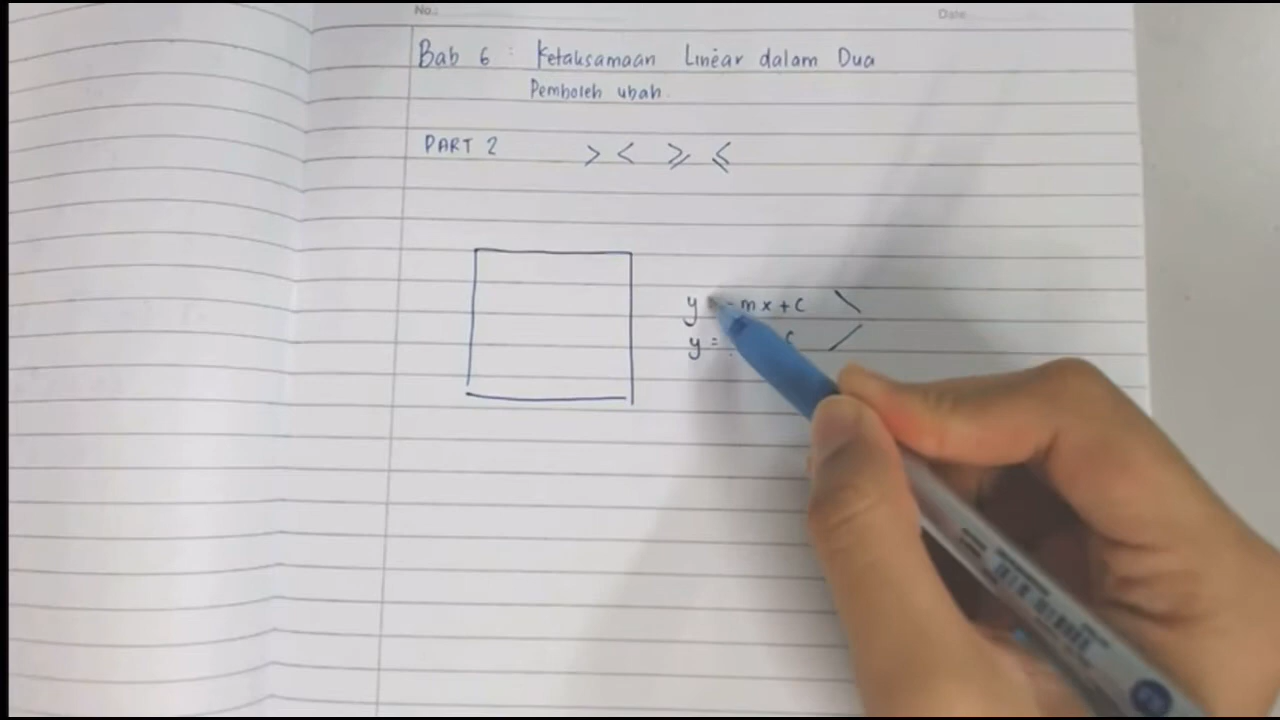 No.:
Date
Bab 6 : Ketaksamaan Linear dalam Dua
Pemboleh ubah.
PART 2 > < ⩾ ⩽
y = -mx + c \
y = c /